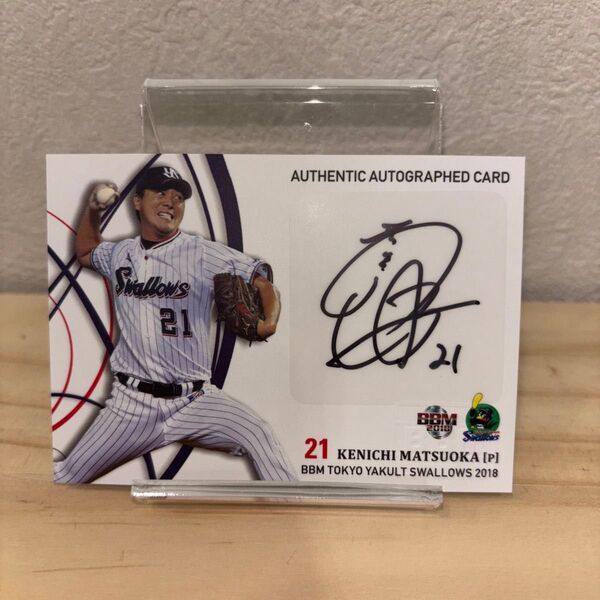 AUTHENTIC AUTOGRAPHED CARD
Swallows
21
21
BBM
2018
Swallows
21 KENICHI MATSUOKA [P]
BBM TOKYO YAKULT SWALLOWS 2018